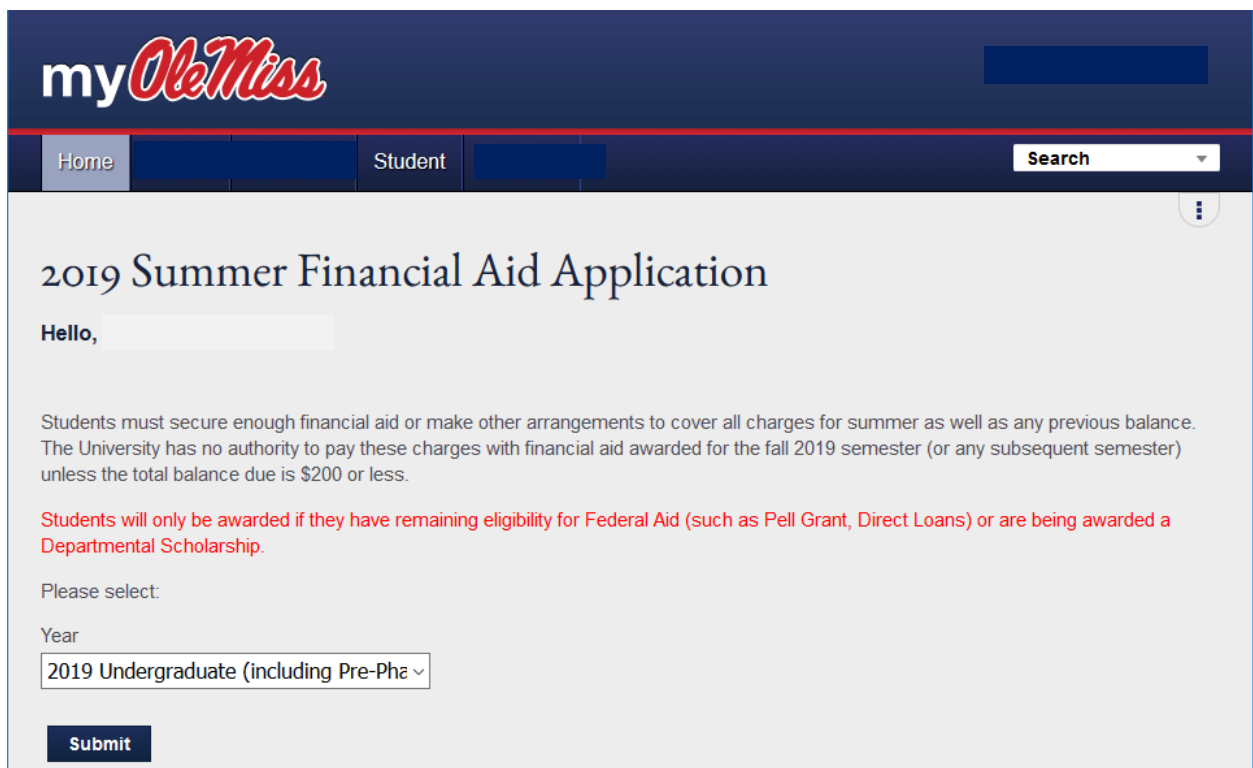 my Ole Miss
Home Student Search
2019 Summer Financial Aid Application
Hello,
Students must secure enough financial aid or make other arrangements to cover all charges for summer as well as any previous balance.
The University has no authority to pay these charges with financial aid awarded for the fall 2019 semester (or any subsequent semester)
unless the total balance due is $200 or less.
Students will only be awarded if they have remaining eligibility for Federal Aid (such as Pell Grant, Direct Loans) or are being awarded a
Departmental Scholarship.
Please select:
Year
2019 Undergraduate (including Pre-Pha
Submit